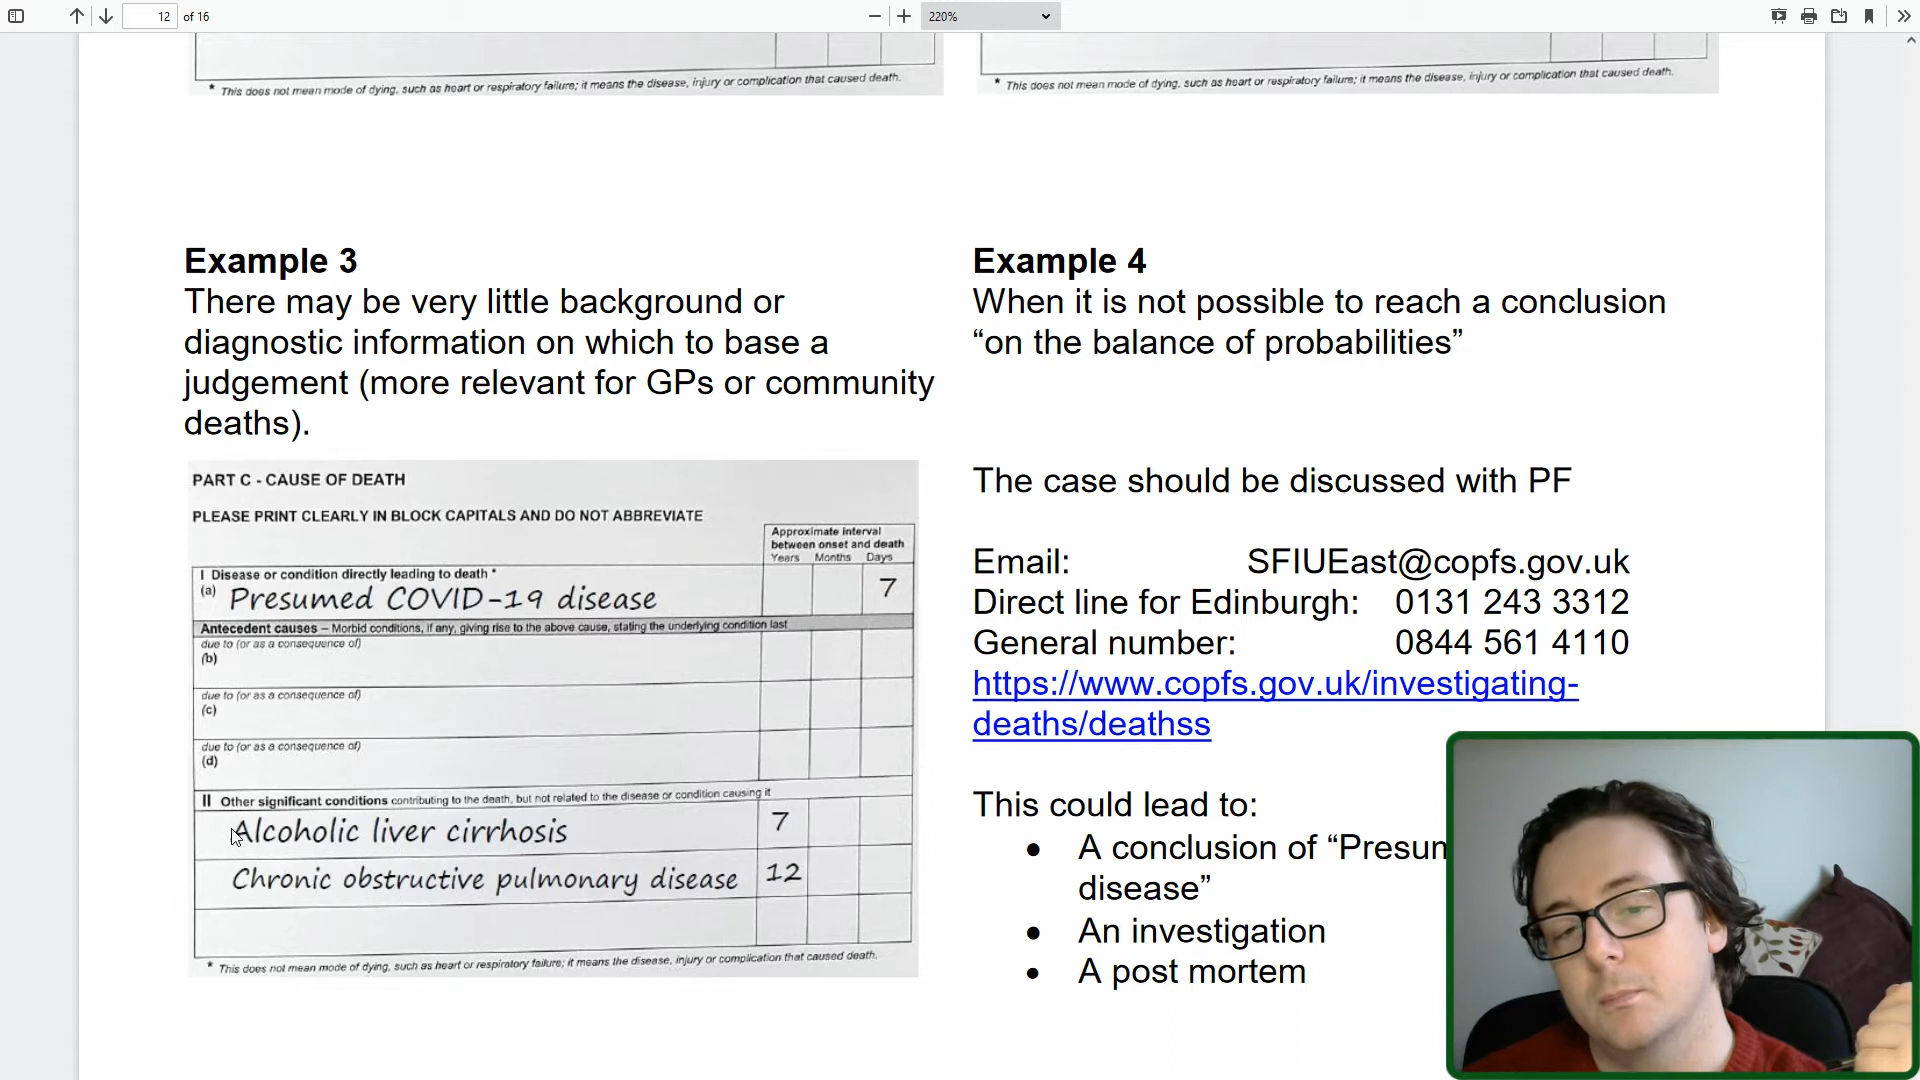 12 of 16
220%
* This does not mean mode of dying, such as heart or respiratory failure; it means the disease, injury or complication that caused death.
* This does not mean mode of dying, such as heart or respiratory failure; it means the disease, injury or complication that caused death.
Example 3
There may be very little background or
diagnostic information on which to base a
judgement (more relevant for GPs or community
deaths).
PART C - CAUSE OF DEATH
PLEASE PRINT CLEARLY IN BLOCK CAPITALS AND DO NOT ABBREVIATE
Approximate interval
between onset and death
Years Months Days
I Disease or condition directly leading to death *
(a) Presumed COVID-19 disease 7
Antecedent causes – Morbid conditions, if any, giving rise to the above cause, stating the underlying condition last
due to (or as a consequence of)
(b)
due to (or as a consequence of)
(c)
due to (or as a consequence of)
(d)
II Other significant conditions contributing to the death, but not related to the disease or condition causing it
Alcoholic liver cirrhosis 7
Chronic obstructive pulmonary disease 12
* This does not mean mode of dying, such as heart or respiratory failure; it means the disease, injury or complication that caused death.
Example 4
When it is not possible to reach a conclusion
“on the balance of probabilities”
The case should be discussed with PF
Email: SFIUEast@copfs.gov.uk
Direct line for Edinburgh: 0131 243 3312
General number: 0844 561 4110
https://www.copfs.gov.uk/investigating-
deaths/deathss
This could lead to:
• A conclusion of “Presum
disease”
• An investigation
• A post mortem